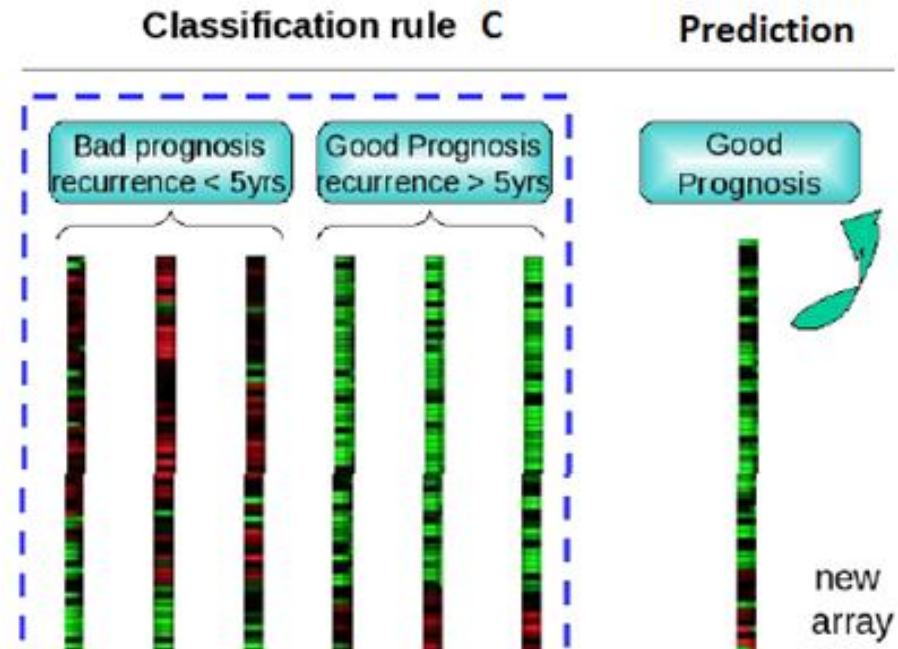 Classification rule C
Prediction
Bad prognosis
recurrence < 5yrs
Good Prognosis
recurrence > 5yrs
Good
Prognosis
new
array